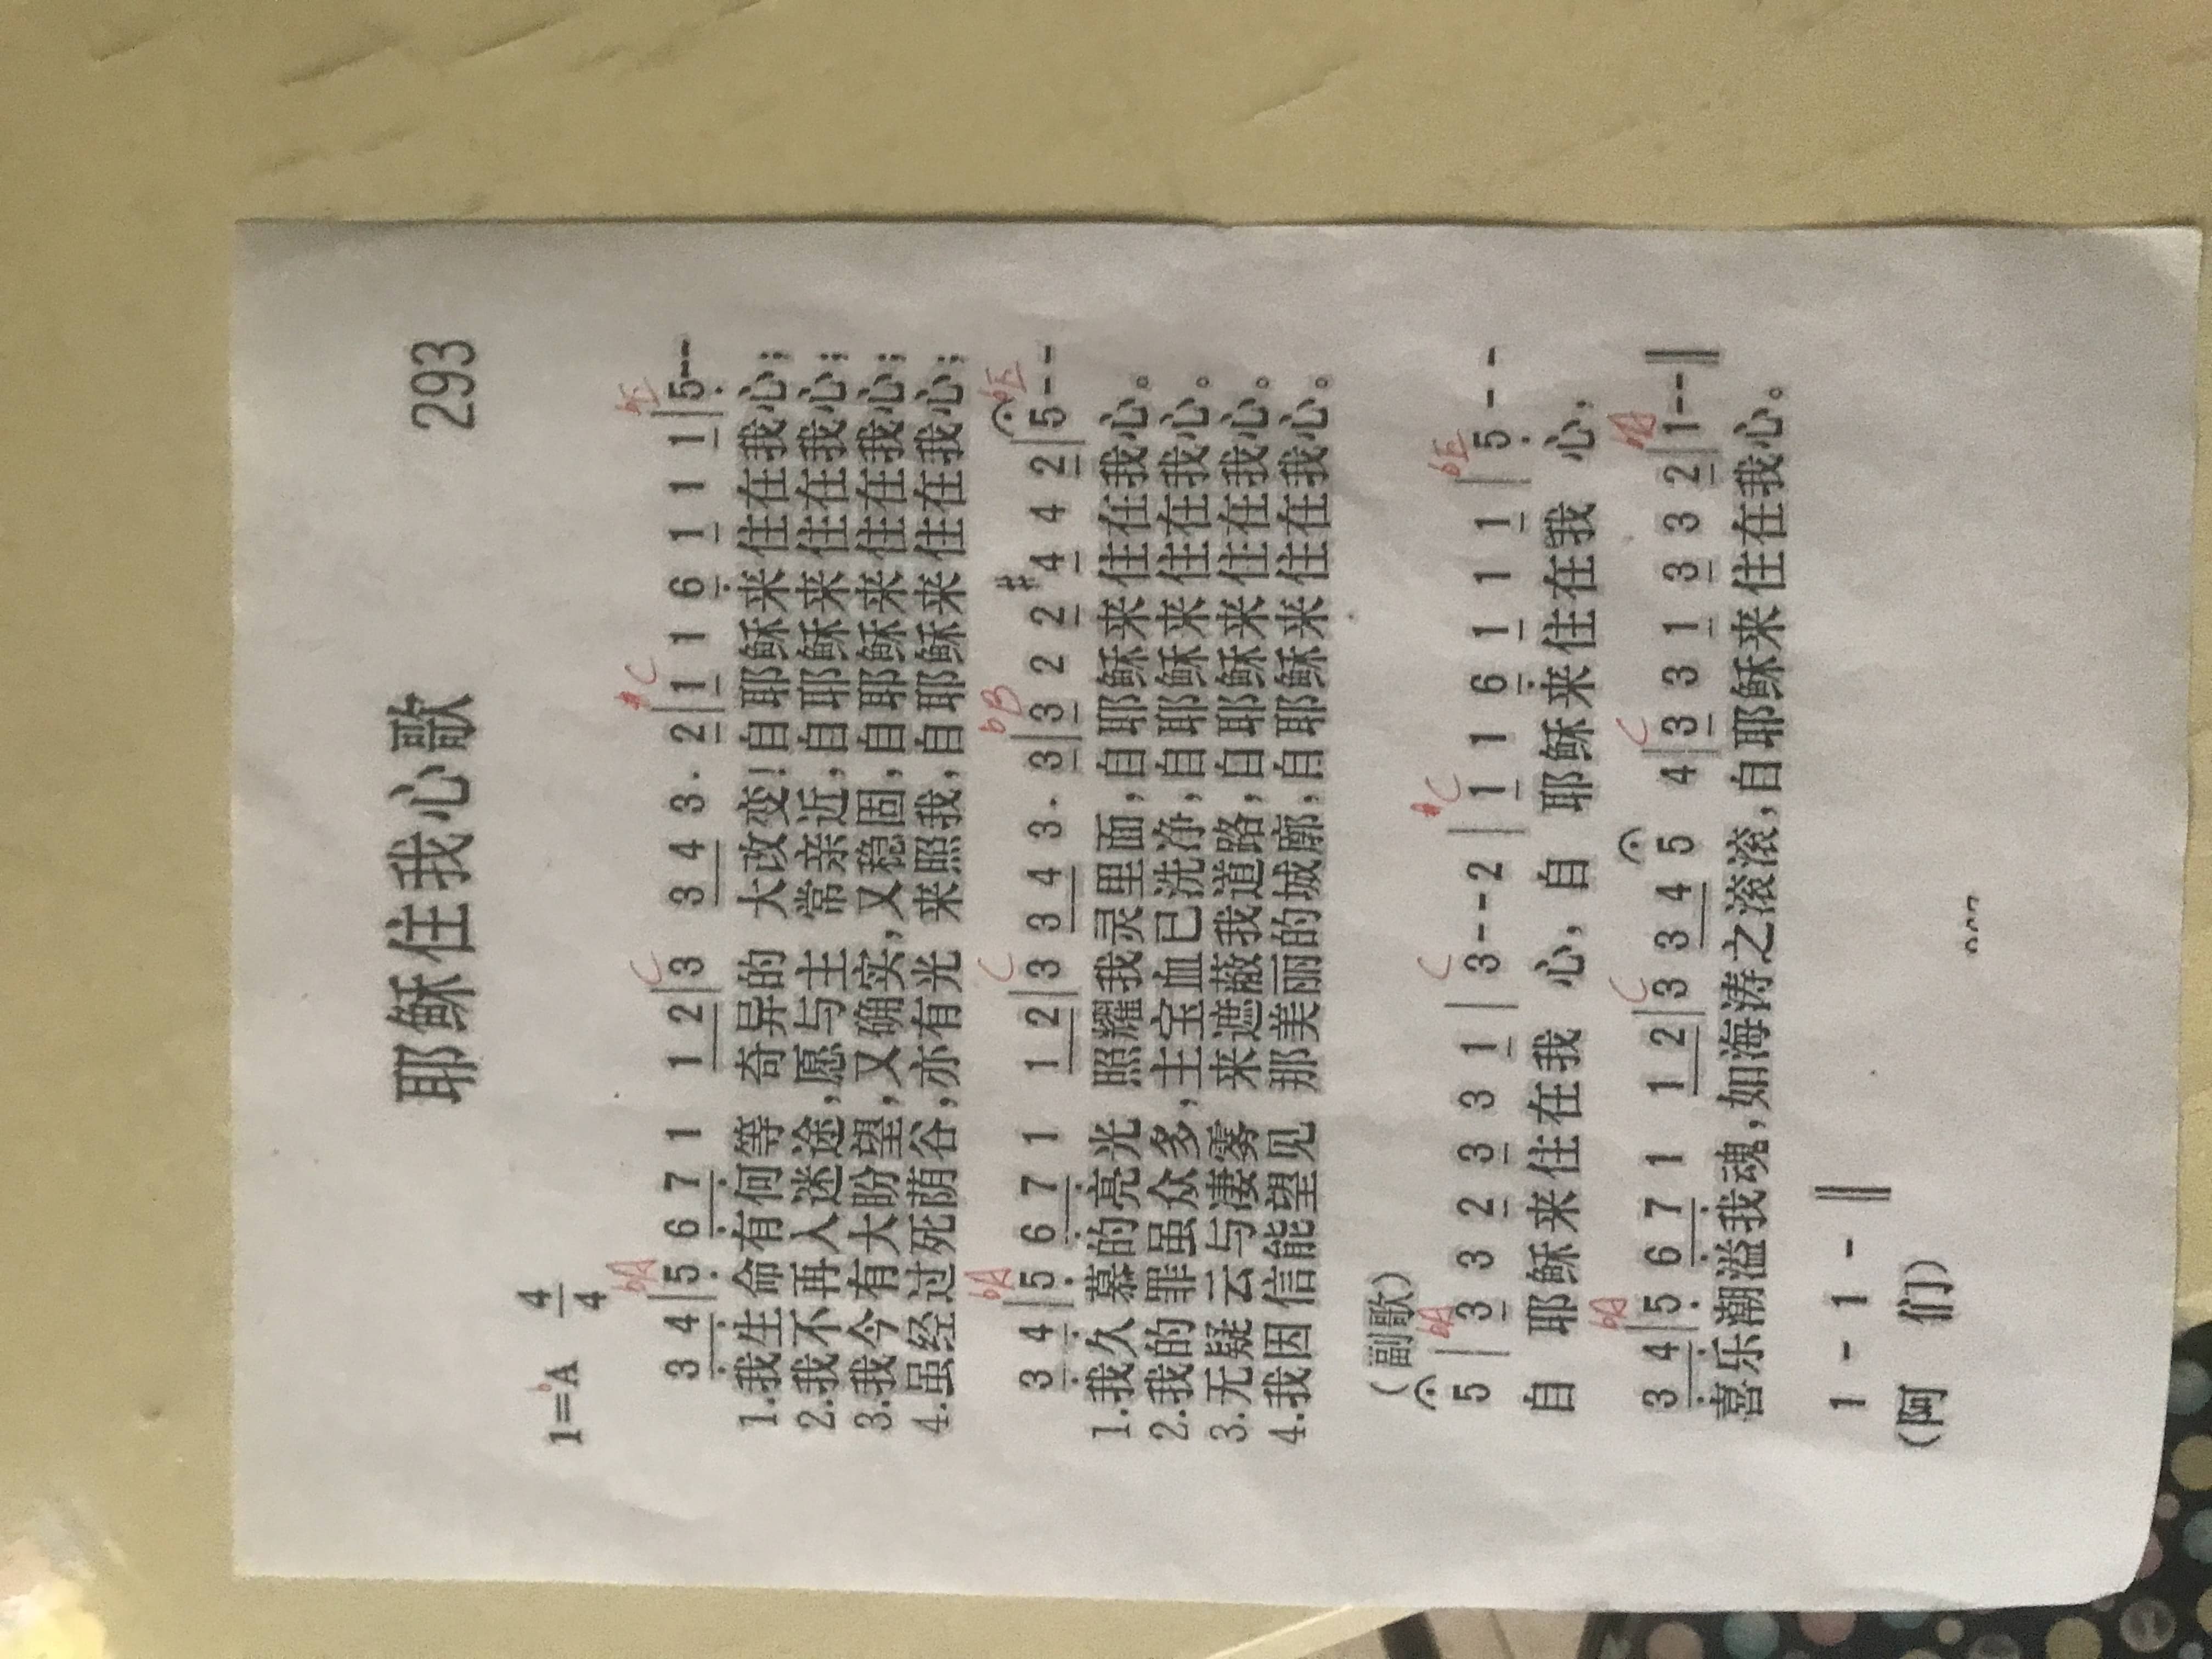 耶稣住我心歌 293
1=bA 4/4
bA C #C bE
3 4|5 6 7 1 1 2|3 3 4 3. 2|1 1 6 1 1 1|5--
1.我生命有何等 奇异的 大改变!自耶稣来住在我心;
2.我不再入迷途,愿与主 常亲近,自耶稣来住在我心;
3.我今有大盼望,又确实,又稳固,自耶稣来住在我心;
4.虽经过死荫谷,亦有光 来照我,自耶稣来住在我心;
bA C bB bE
3 4|5 6 7 1 1 2|3 3 4 3. 3|3 2 2 #4 4 2|5--
1.我久慕的亮光 照耀我灵里面,自耶稣来住在我心。
2.我的罪虽众多,主宝血已洗净,自耶稣来住在我心。
3.无疑云与凄雾 来遮蔽我道路,自耶稣来住在我心。
4.我因信能望见 那美丽的城廓,自耶稣来住在我心。
(副歌)
bA C #C bE
5|3 3 2 3 3 1|3--2|1 1 6 1 1 1|5--
自 耶稣来住在我 心,自 耶稣来住在我 心,
bA C C bA
3 4|5 6 7 1 1 2|3 3 4 5 4|3 3 1 3 3 2|1--‖
喜乐潮溢我魂,如海涛之滚滚,自耶稣来住在我心。
1 - 1 - ‖
(阿 们)